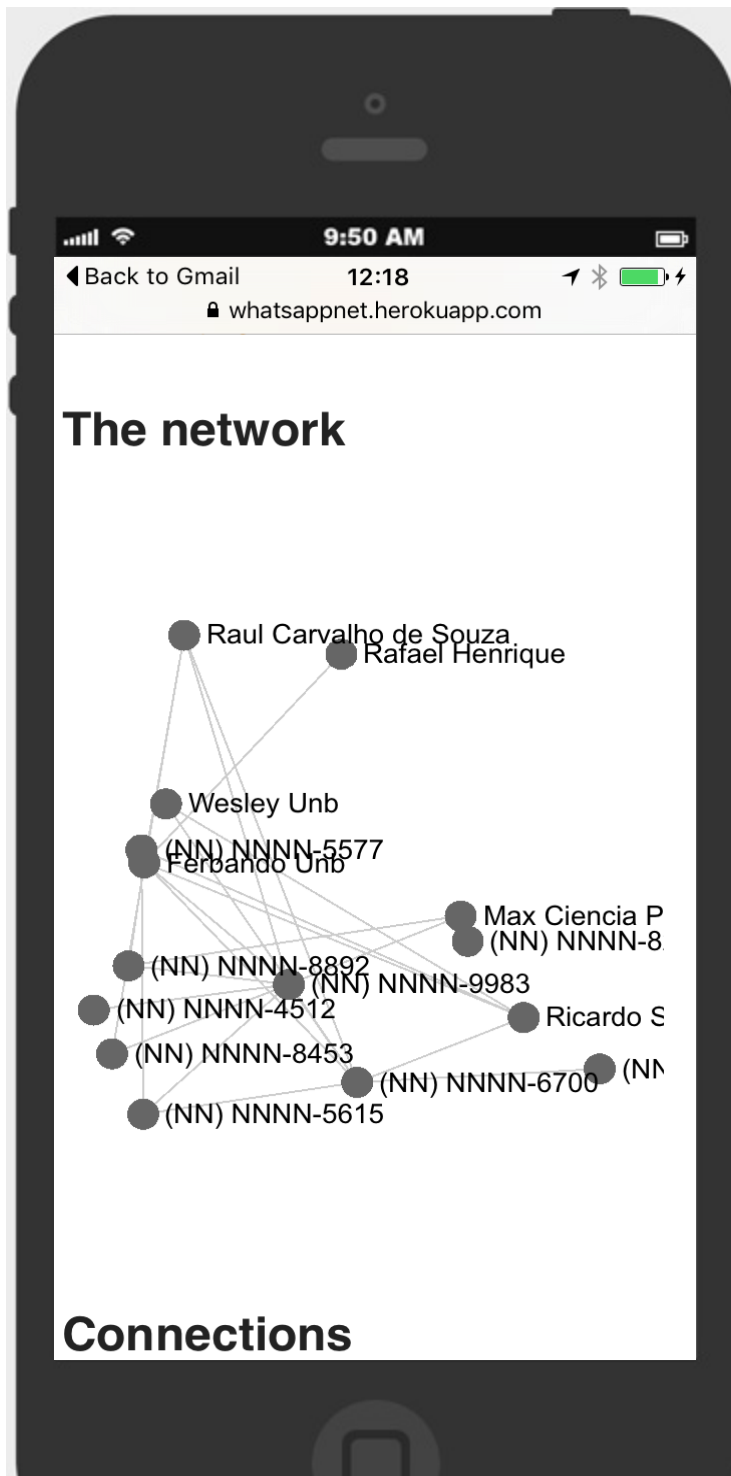 9:50 AM
Back to Gmail 12:18
whatsappnet.herokuapp.com
The network
Raul Carvalho de Souza
Rafael Henrique
Wesley Unb
(NN) NNNN-5577
Ferbando Unb
Max Ciencia P
(NN) NNNN-8
(NN) NNNN-8892
(NN) NNNN-9983
(NN) NNNN-4512
Ricardo S
(NN) NNNN-8453
(NN
(NN) NNNN-6700
(NN) NNNN-5615
Connections